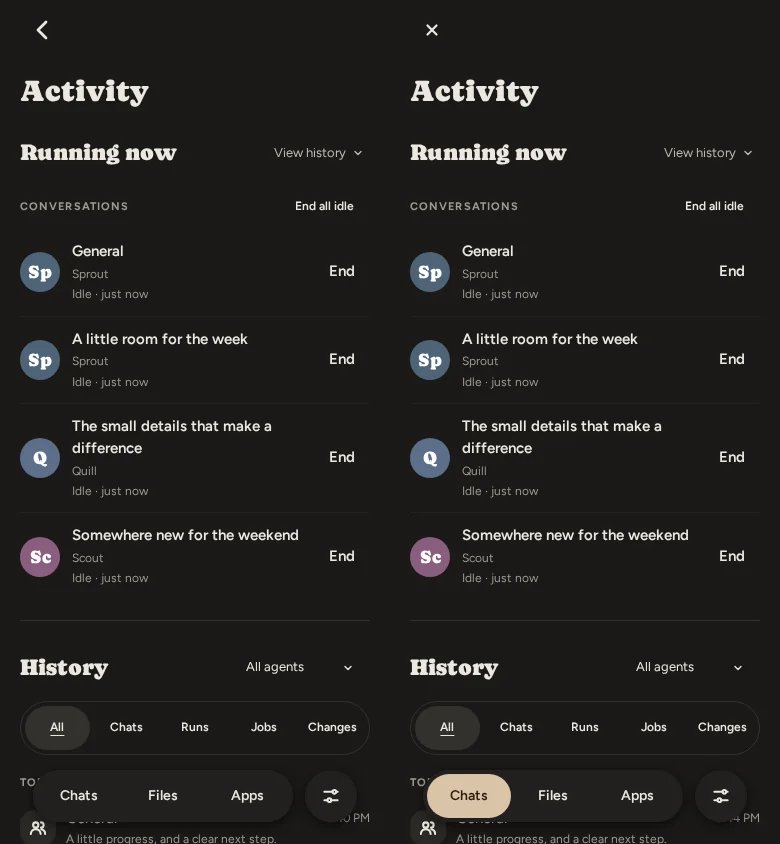 Activity
Running now
View history
CONVERSATIONS
End all idle
Sp
General
Sprout
Idle · just now
End
Sp
A little room for the week
Sprout
Idle · just now
End
Q
The small details that make a
difference
Quill
Idle · just now
End
Sc
Somewhere new for the weekend
Scout
Idle · just now
End
History
All agents
All
Chats
Runs
Jobs
Changes
Chats
Files
Apps
PM
A little progress, and a clear next step.
Activity
Running now
View history
CONVERSATIONS
End all idle
Sp
General
Sprout
Idle · just now
End
Sp
A little room for the week
Sprout
Idle · just now
End
Q
The small details that make a
difference
Quill
Idle · just now
End
Sc
Somewhere new for the weekend
Scout
Idle · just now
End
History
All agents
All
Chats
Runs
Jobs
Changes
Chats
Files
Apps
PM
A little progress, and a clear next step.